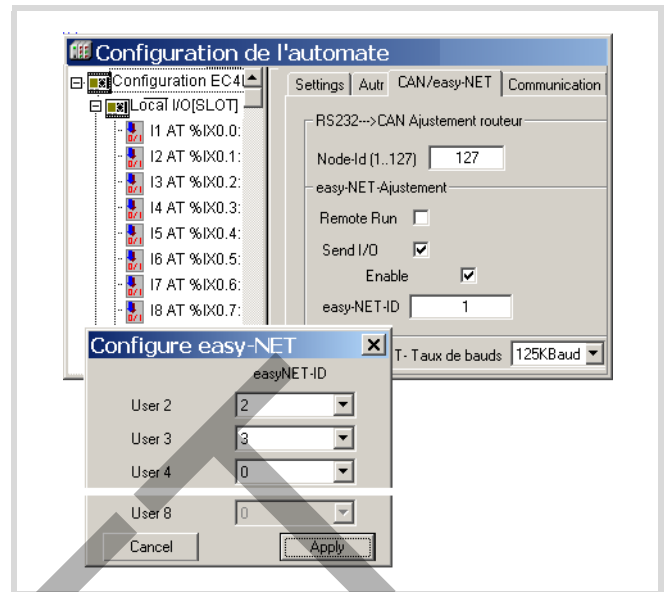 Configuration de l'automate
Configuration EC4
Local I/O[SLOT]
I1 AT %IX0.0:
I2 AT %IX0.1:
I3 AT %IX0.2:
I4 AT %IX0.3:
I5 AT %IX0.4:
I6 AT %IX0.5:
I7 AT %IX0.6:
I8 AT %IX0.7:
Settings Autr CAN/easy-NET Communication
RS232--->CAN Ajustement routeur
Node-Id (1..127) 127
easy-NET-Ajustement
Remote Run
Send I/O
Enable
easy-NET-ID 1
T- Taux de bauds 125KBaud
Configure easy-NET
easyNET-ID
User 2 2
User 3 3
User 4 0
User 8 0
Cancel Apply